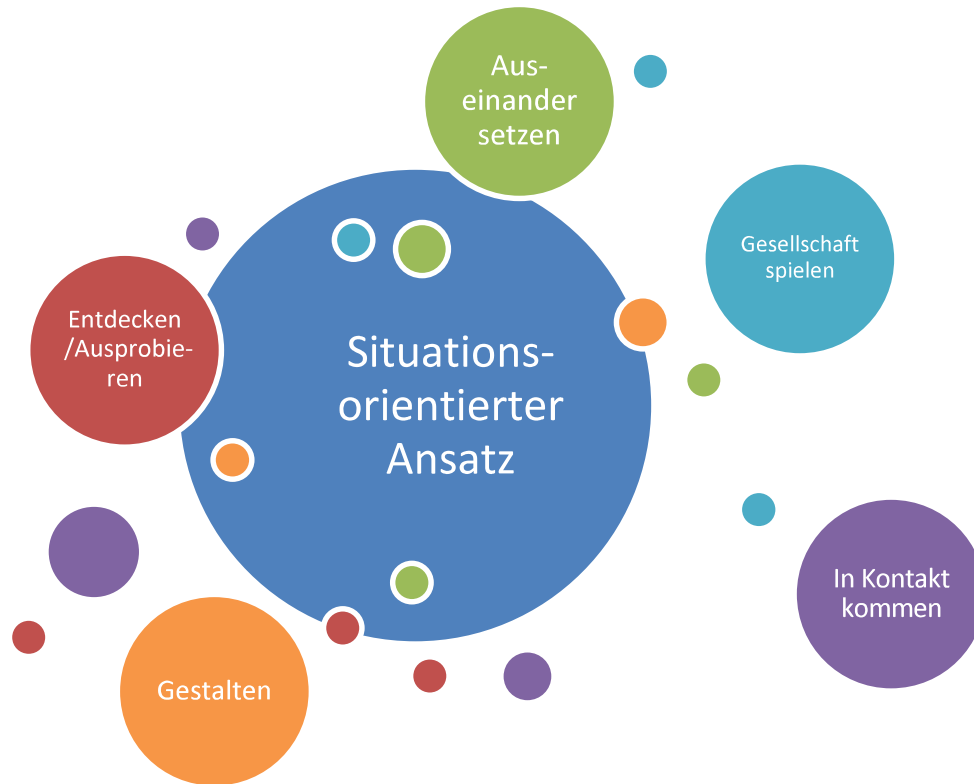 Aus-
einander
setzen
Gesellschaft
spielen
Entdecken
/Ausprobie-
ren
Situations-
orientierter
Ansatz
In Kontakt
kommen
Gestalten